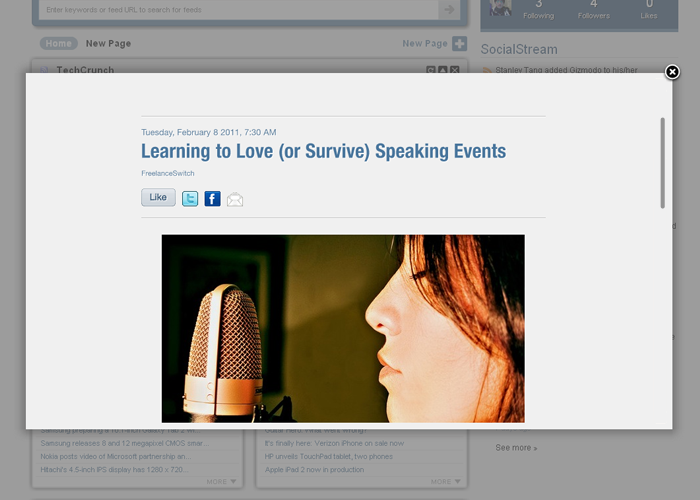 Enter keywords or feed URL to search for feeds
3
4
0
Following
Followers
Likes
Home
New Page
New Page
SocialStream
TechCrunch
Stanley Tang added Gizmodo to his/her
Tuesday, February 8 2011, 7:30 AM
Learning to Love (or Survive) Speaking Events
FreelanceSwitch
Like
Samsung releases 8 and 12 megapixel CMOS smar...
Nokia posts video of Microsoft partnership an...
Hitachi's 4.5-inch IPS display has 1280 x 720...
MORE
It's finally here: Verizon iPhone on sale now
HP unveils TouchPad tablet, two phones
Apple iPad 2 now in production
MORE
See more »